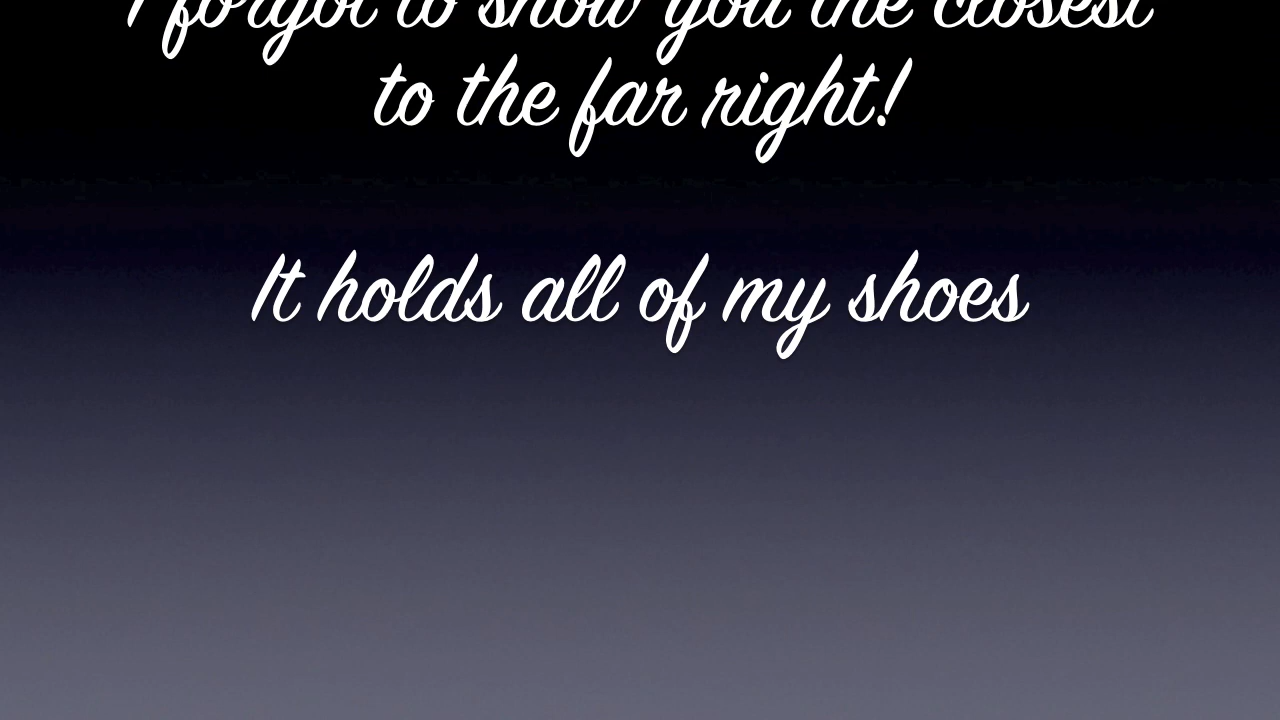 I forgot to show you the closest
to the far right!
It holds all of my shoes